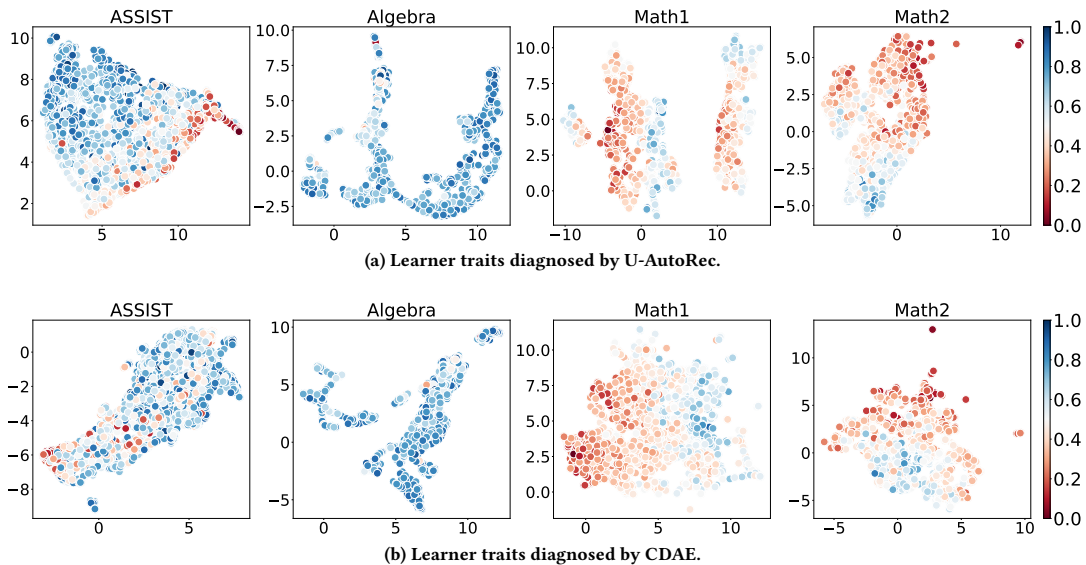 ASSIST Algebra Math1 Math2
10 8 6 4 2
5 10
10.0 7.5 5.0 2.5 0.0 −2.5
0 5 10
10.0 7.5 5.0 2.5 0.0
−10 0 10
5.0 2.5 0.0 −2.5 −5.0
0 10
1.0 0.8 0.6 0.4 0.2 0.0
(a) Learner traits diagnosed by U-AutoRec.
ASSIST Algebra Math1 Math2
0 −2 −4 −6 −8
0 5
10 5 0 −5
0 5 10
10.0 7.5 5.0 2.5 0.0
0 5 10
10 5 0 −5
−5 0 5 10
1.0 0.8 0.6 0.4 0.2 0.0
(b) Learner traits diagnosed by CDAE.